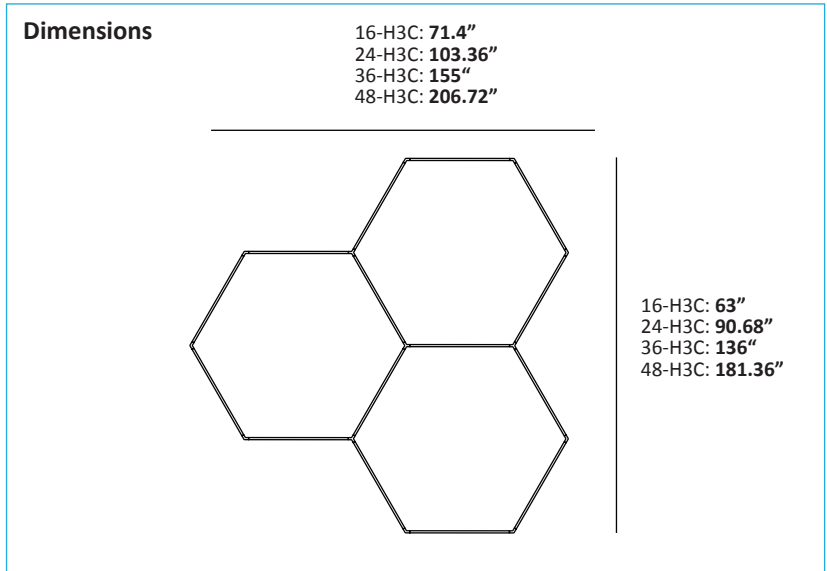 Dimensions
16-H3C: 71.4”
24-H3C: 103.36”
36-H3C: 155“
48-H3C: 206.72”
16-H3C: 63”
24-H3C: 90.68”
36-H3C: 136“
48-H3C: 181.36”